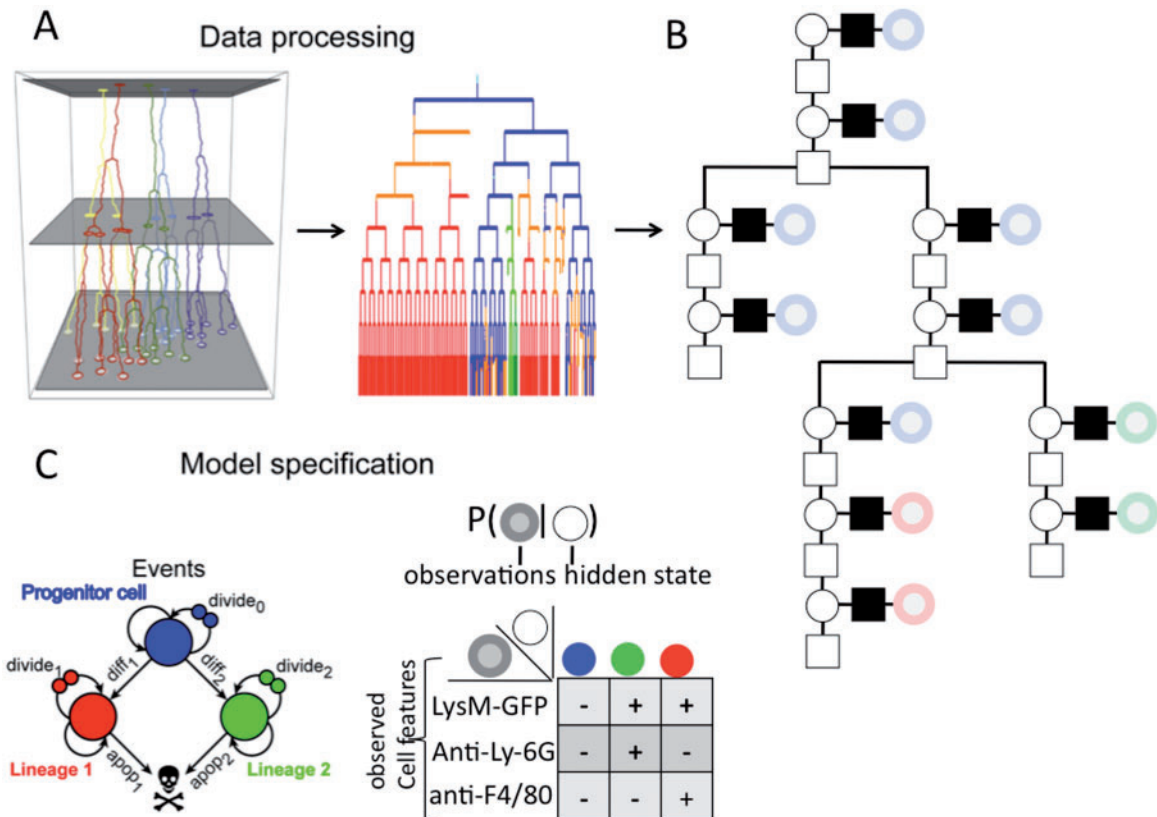 A
Data processing
B
C
Model specification
P( | )
observations hidden state
Events
Progenitor cell
divide0
diff1
diff2
divide1
divide2
Lineage 1
apop1
apop2
Lineage 2
observed
Cell features
LysM-GFP - + +
Anti-Ly-6G - + -
anti-F4/80 - - +